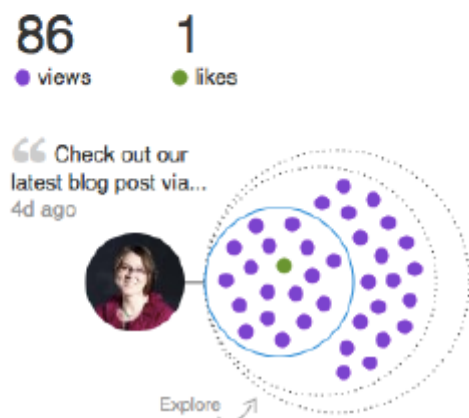 86 1
views likes
“ Check out our
latest blog post via...
4d ago
Explore